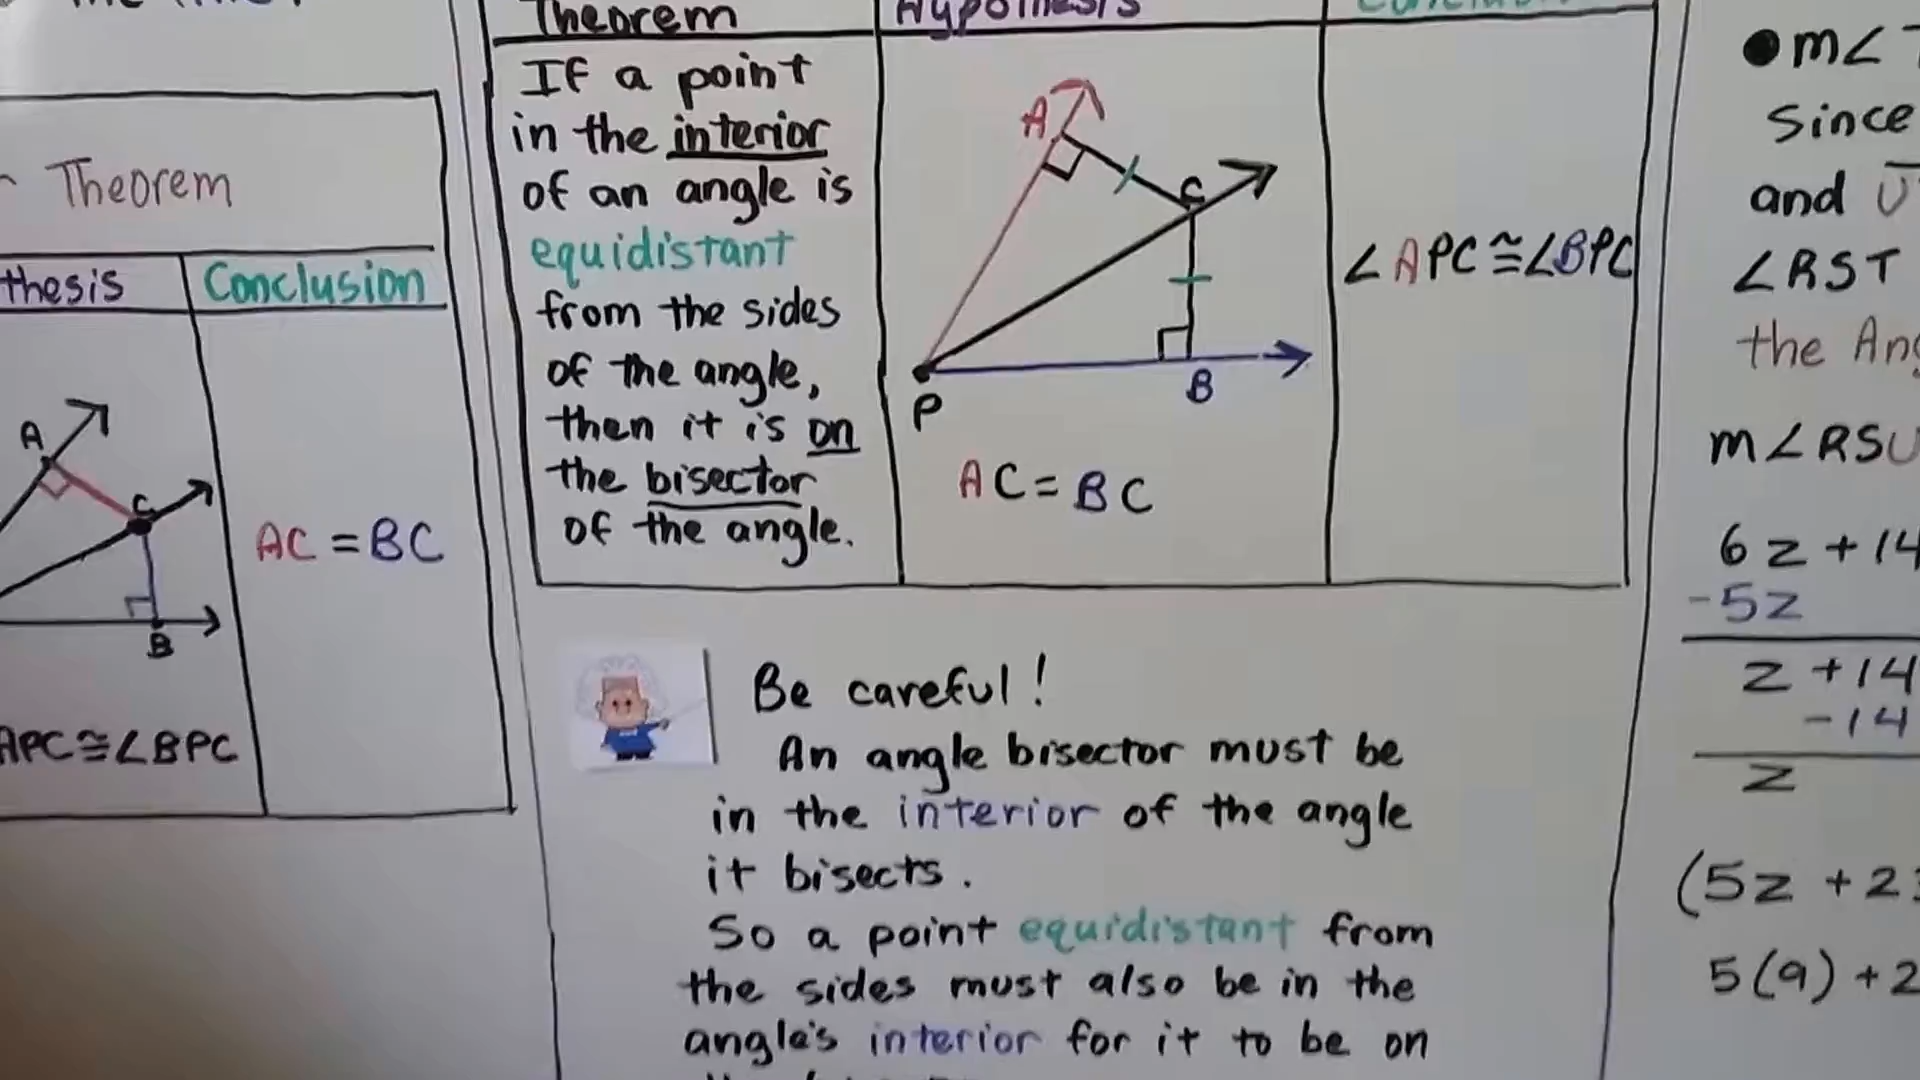 Theorem
thesis
Conclusion
A
C
B
AC = BC
APC ≅ ∠BPC
Theorem
Hypothesis
If a point
in the interior
of an angle is
equidistant
from the sides
of the angle,
then it is on
the bisector
of the angle.
A
C
P
B
AC = BC
∠APC ≅ ∠BPC
Be careful!
An angle bisector must be
in the interior of the angle
it bisects.
So a point equidistant from
the sides must also be in the
angle's interior for it to be on
m∠
Since
and
∠RST
the
m∠RSU
6z + 14
-5z
z + 14
-14
z
(5z + 2
5(9) + 2